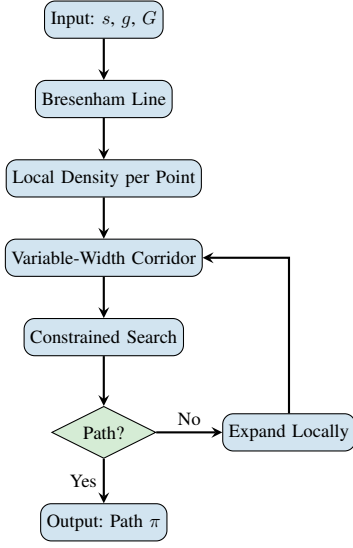 Input: s, g, G
Bresenham Line
Local Density per Point
Variable-Width Corridor
Constrained Search
Path?
No
Expand Locally
Yes
Output: Path π